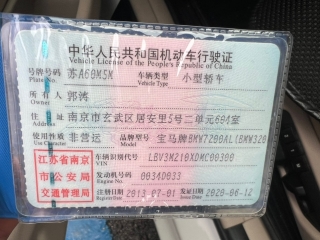 中华人民共和国机动车行驶证
Vehicle License of the People's Republic of China
号牌号码 苏A60M5M 车辆类型 小型轿车
Plate No. Vehicle Type
所有人 郭鸿
Owner
住址 南京市玄武区居安里5号二单元604室
Address
使用性质 非营运 品牌型号 宝马牌BMW7200AL(BMW320
Use Character Model
江苏省南京
市公安局
交通管理局
车辆识别代号 LBV3M210XDMC00300
VIN
发动机号码 0034D033
Engine No.
注册日期 2013-07-01 发证日期 2020-06-12
Register Date Issue Date